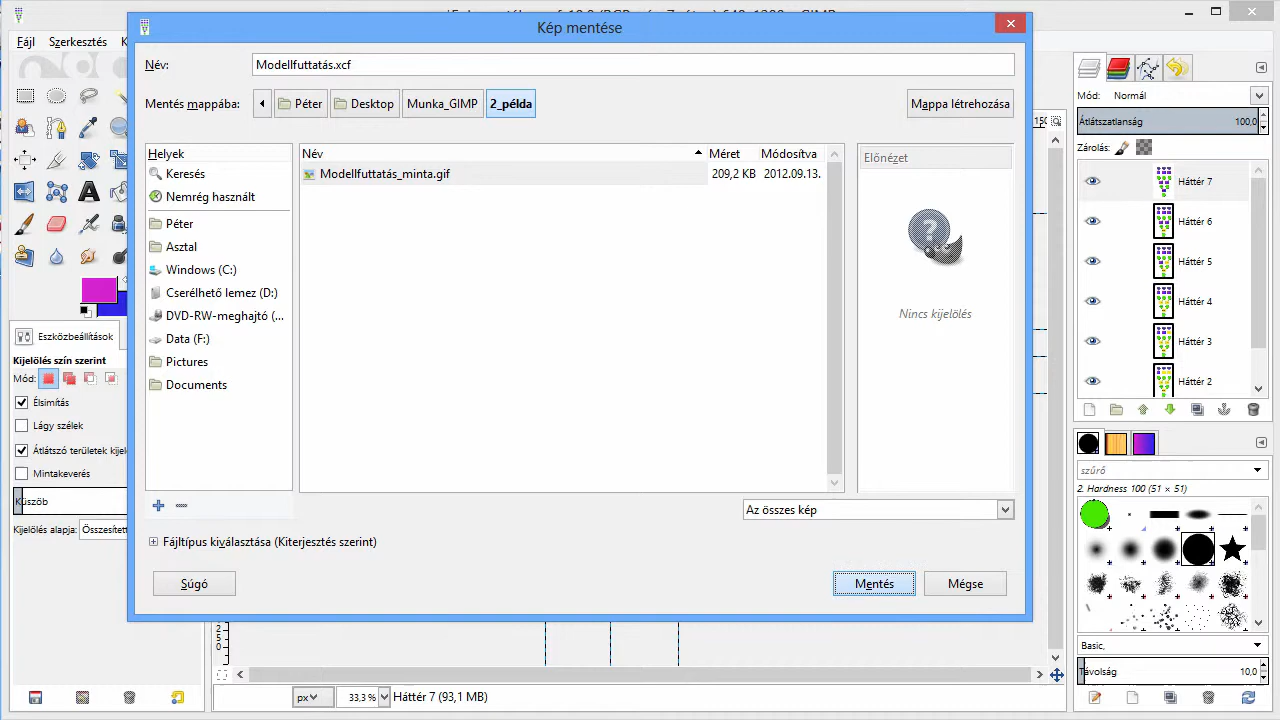 Kép mentése
Fájl
Szerkesztés
Név:
Modellfuttatás.xcf
Mentés mappába:
Péter
Desktop
Munka_GIMP
2_példa
Mappa létrehozása
Helyek
Keresés
Nemrég használt
Péter
Asztal
Windows (C:)
Cserélhető lemez (D:)
DVD-RW-meghajtó (...
Data (F:)
Pictures
Documents
Név
Méret
Módosítva
Modellfuttatás_minta.gif
209,2 KB
2012.09.13.
Előnézet
Nincs kijelölés
Az összes kép
Fájltípus kiválasztása (Kiterjesztés szerint)
Súgó
Mentés
Mégse
Eszközbeállítások
Kijelölés szín szerint
Mód:
Élsimítás
Lágy szélek
Átlátszó területek kijel
Mintakeverés
Küszöb
Kijelölés alapja:
Összesített
px
33,3 %
Háttér 7 (93,1 MB)
Mód:
Normál
Átlátszatlanság
100,0
Zárolás:
Háttér 7
Háttér 6
Háttér 5
Háttér 4
Háttér 3
Háttér 2
szűrő
2. Hardness 100 (51 × 51)
Basic,
Távolság
10,0